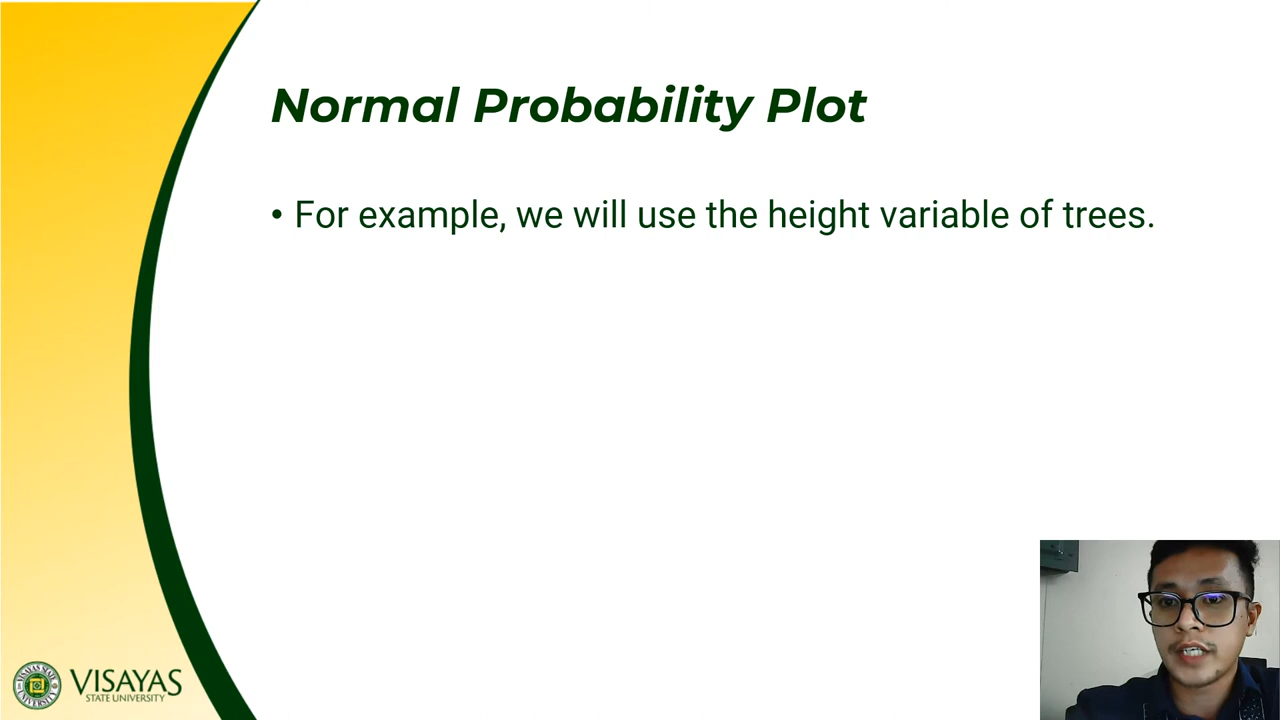 Normal Probability Plot
• For example, we will use the height variable of trees.
VISAYAS
STATE UNIVERSITY